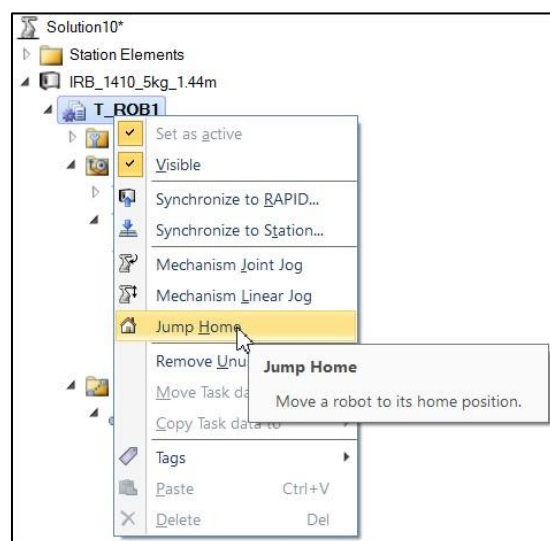 Solution10*
Station Elements
IRB_1410_5kg_1.44m
T_ROB1
Set as active
Visible
Synchronize to RAPID...
Synchronize to Station...
Mechanism Joint Jog
Mechanism Linear Jog
Jump Home
Remove
Jump Home
Move Task
Move a robot to its home position.
Copy Task data to
Tags
Paste Ctrl+V
Delete Del